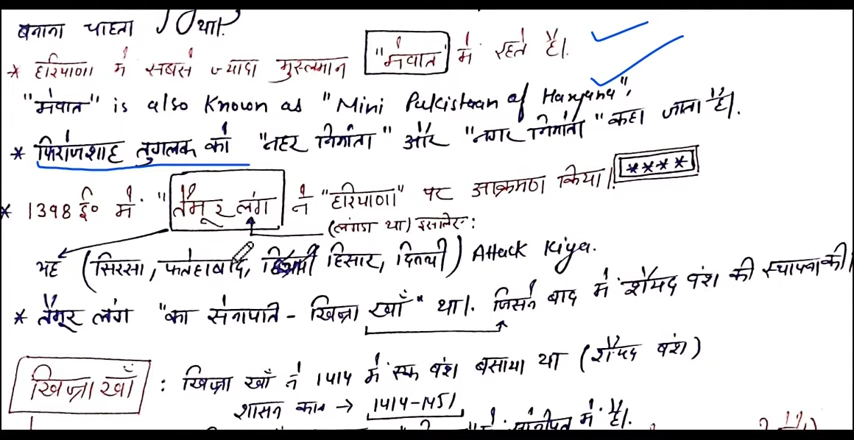 बनाना चाहता था।
* हरियाणा में सबसे ज्यादा मुसलमान "मेवात" में रहते है।
"मेवात" is also known as "Mini Pakistaan of Haryana".
* फिरोजशाह तुगलक को "नहर निर्माता" और "नगर निर्माता" कहा जाता है।
* 1398 ई० में "तैमूर लंग ने "हरियाणा" पर आक्रमण किया। ****
(लंगडा था) इसलिए:
यह (सिरसा, फतेहाबाद, हिसार, दिल्ली) Attack Kiya.
* तैमूर लंग "का सेनापति - खिज्रा खाँ" था। जिसने बाद में शैयद वंश की स्थापना की।
खिज्रा खाँ : खिज्रा खाँ ने 1414 में एक वंश बसाया था (शैयद वंश)
शासन काल → 1414-1451
में है।